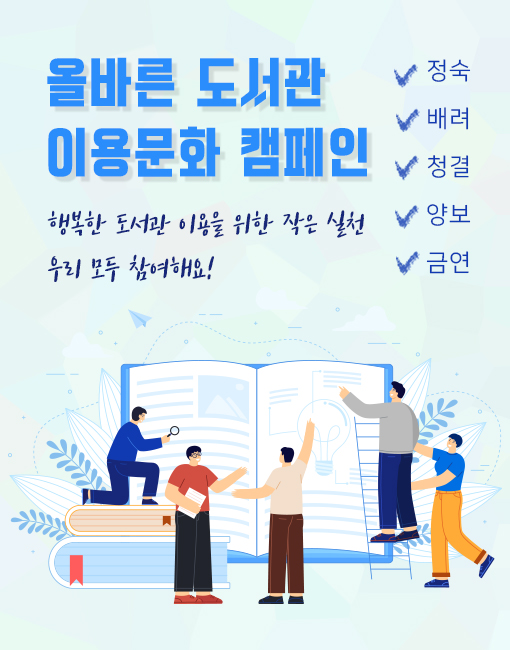 올바른 도서관
이용문화 캠페인
행복한 도서관 이용을 위한 작은 실천
우리 모두 참여해요!
정숙
배려
청결
양보
금연